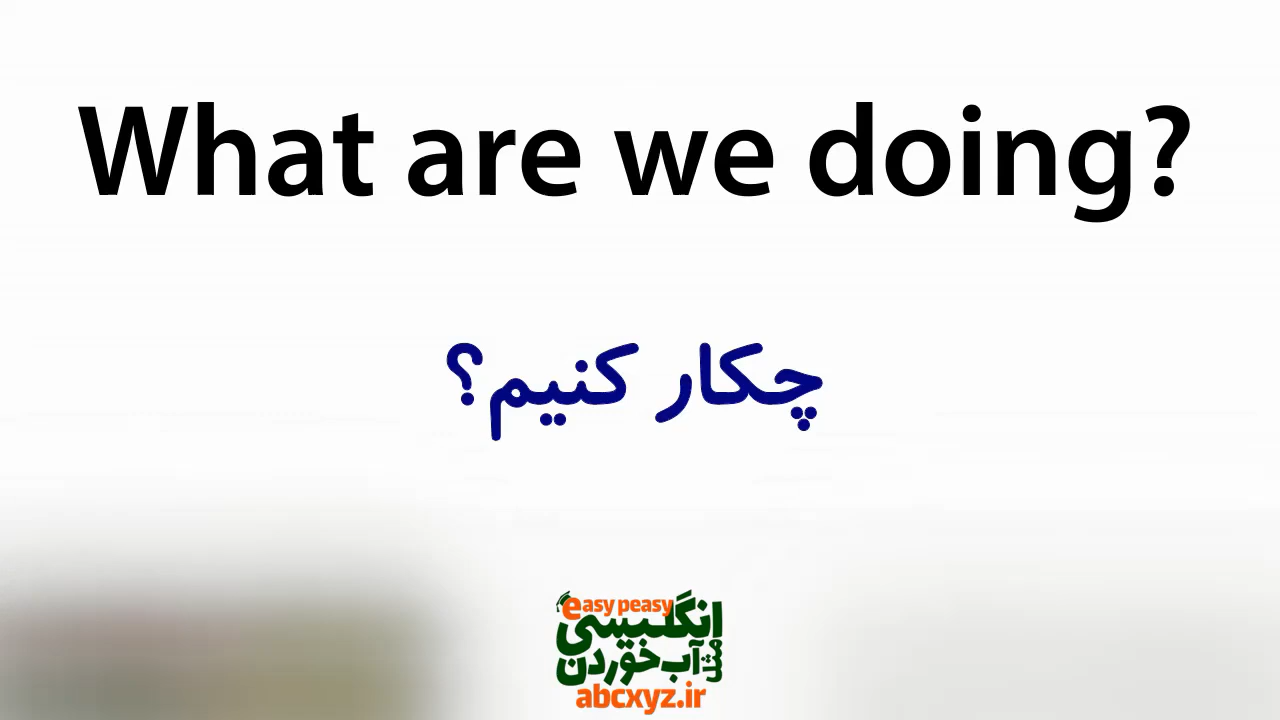 What are we doing?
چکار کنیم؟
easy peasy
انگلیسی
مثل
آب خوردن
abcxyz.ir